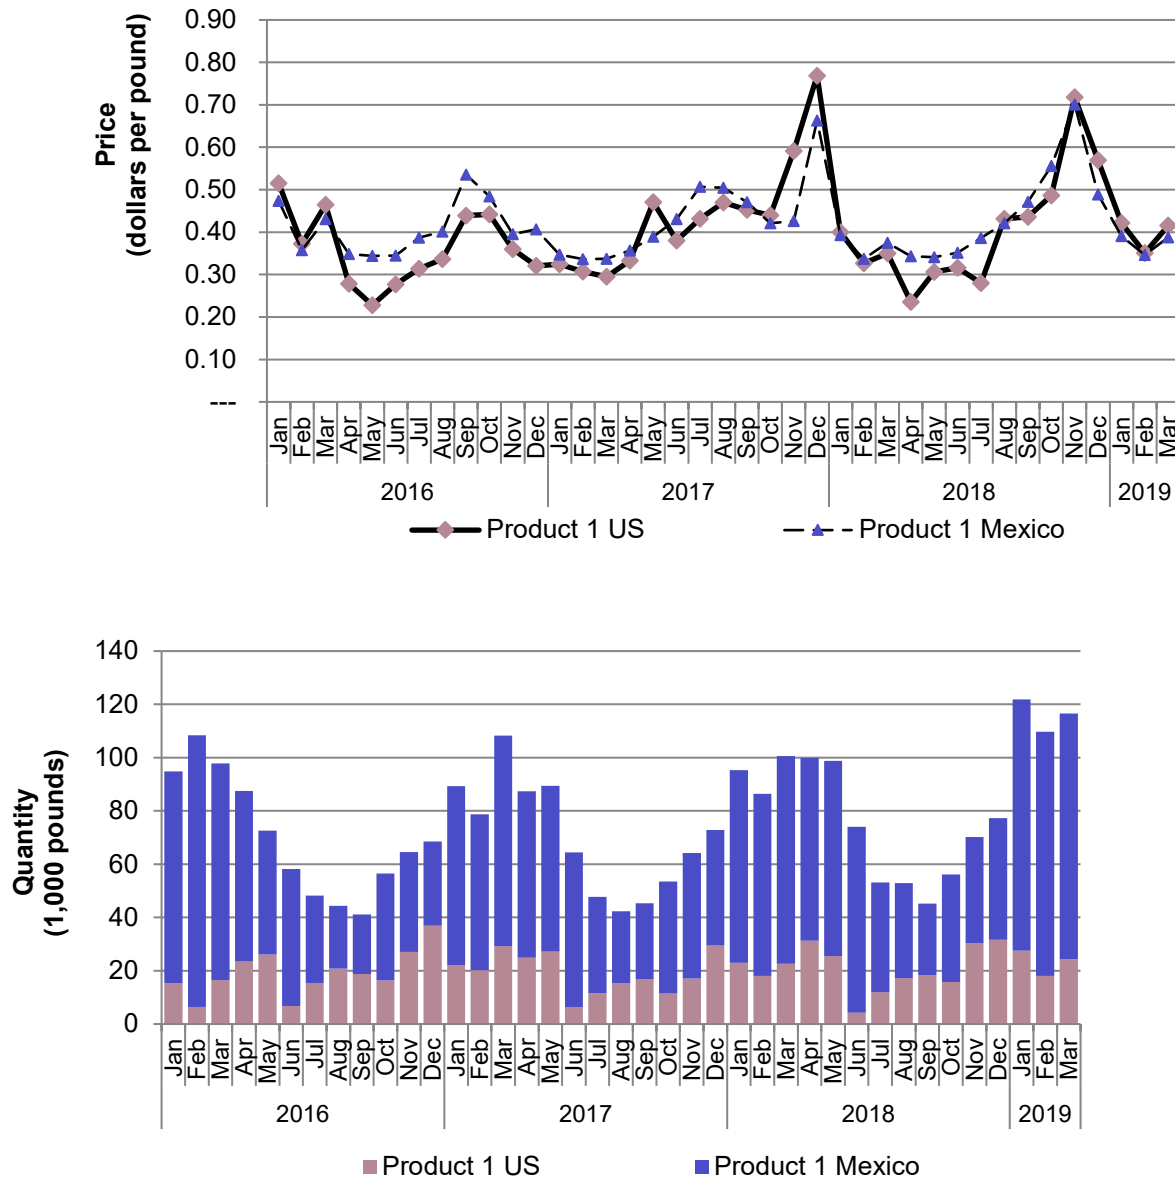 Price
(dollars per pound)
0.90
0.80
0.70
0.60
0.50
0.40
0.30
0.20
0.10
---
Jan Feb Mar Apr May Jun Jul Aug Sep Oct Nov Dec Jan Feb Mar Apr May Jun Jul Aug Sep Oct Nov Dec Jan Feb Mar Apr May Jun Jul Aug Sep Oct Nov Dec Jan Feb Mar
2016 2017 2018 2019
Product 1 US Product 1 Mexico
Quantity
(1,000 pounds)
140
120
100
80
60
40
20
0
Jan Feb Mar Apr May Jun Jul Aug Sep Oct Nov Dec Jan Feb Mar Apr May Jun Jul Aug Sep Oct Nov Dec Jan Feb Mar Apr May Jun Jul Aug Sep Oct Nov Dec Jan Feb Mar
2016 2017 2018 2019
Product 1 US Product 1 Mexico